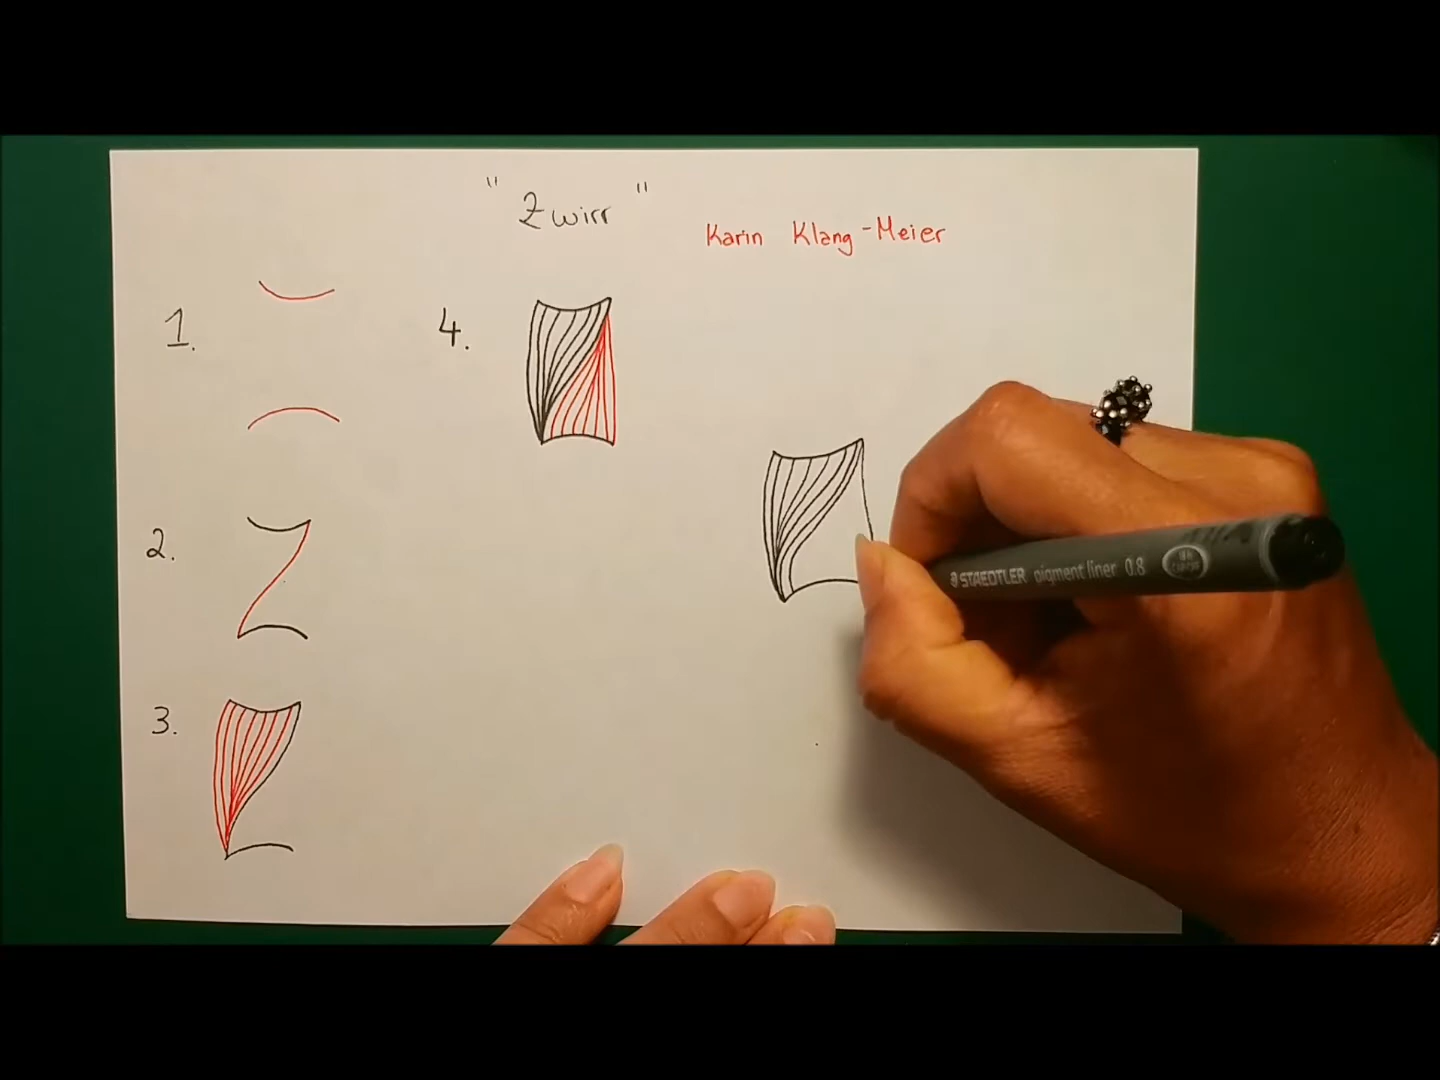 "Zwirr"
Karin Klang-Meier
1.
4.
2.
3.
STAEDTLER pigment liner 0.8